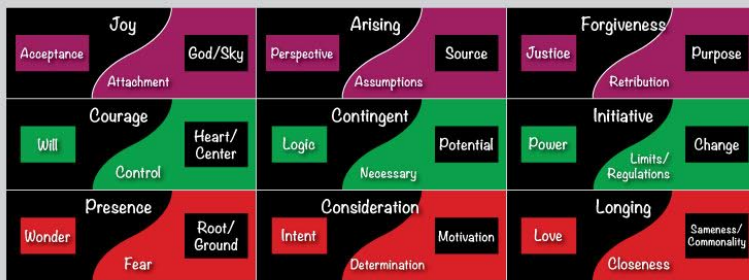 Joy
Acceptance
God/Sky
Attachment
Arising
Perspective
Source
Assumptions
Forgiveness
Justice
Purpose
Retribution
Courage
Will
Heart/
Center
Control
Contingent
Logic
Potential
Necessary
Initiative
Power
Change
Limits/
Regulations
Presence
Wonder
Root/
Ground
Fear
Consideration
Intent
Motivation
Determination
Longing
Love
Sameness/
Commonality
Closeness